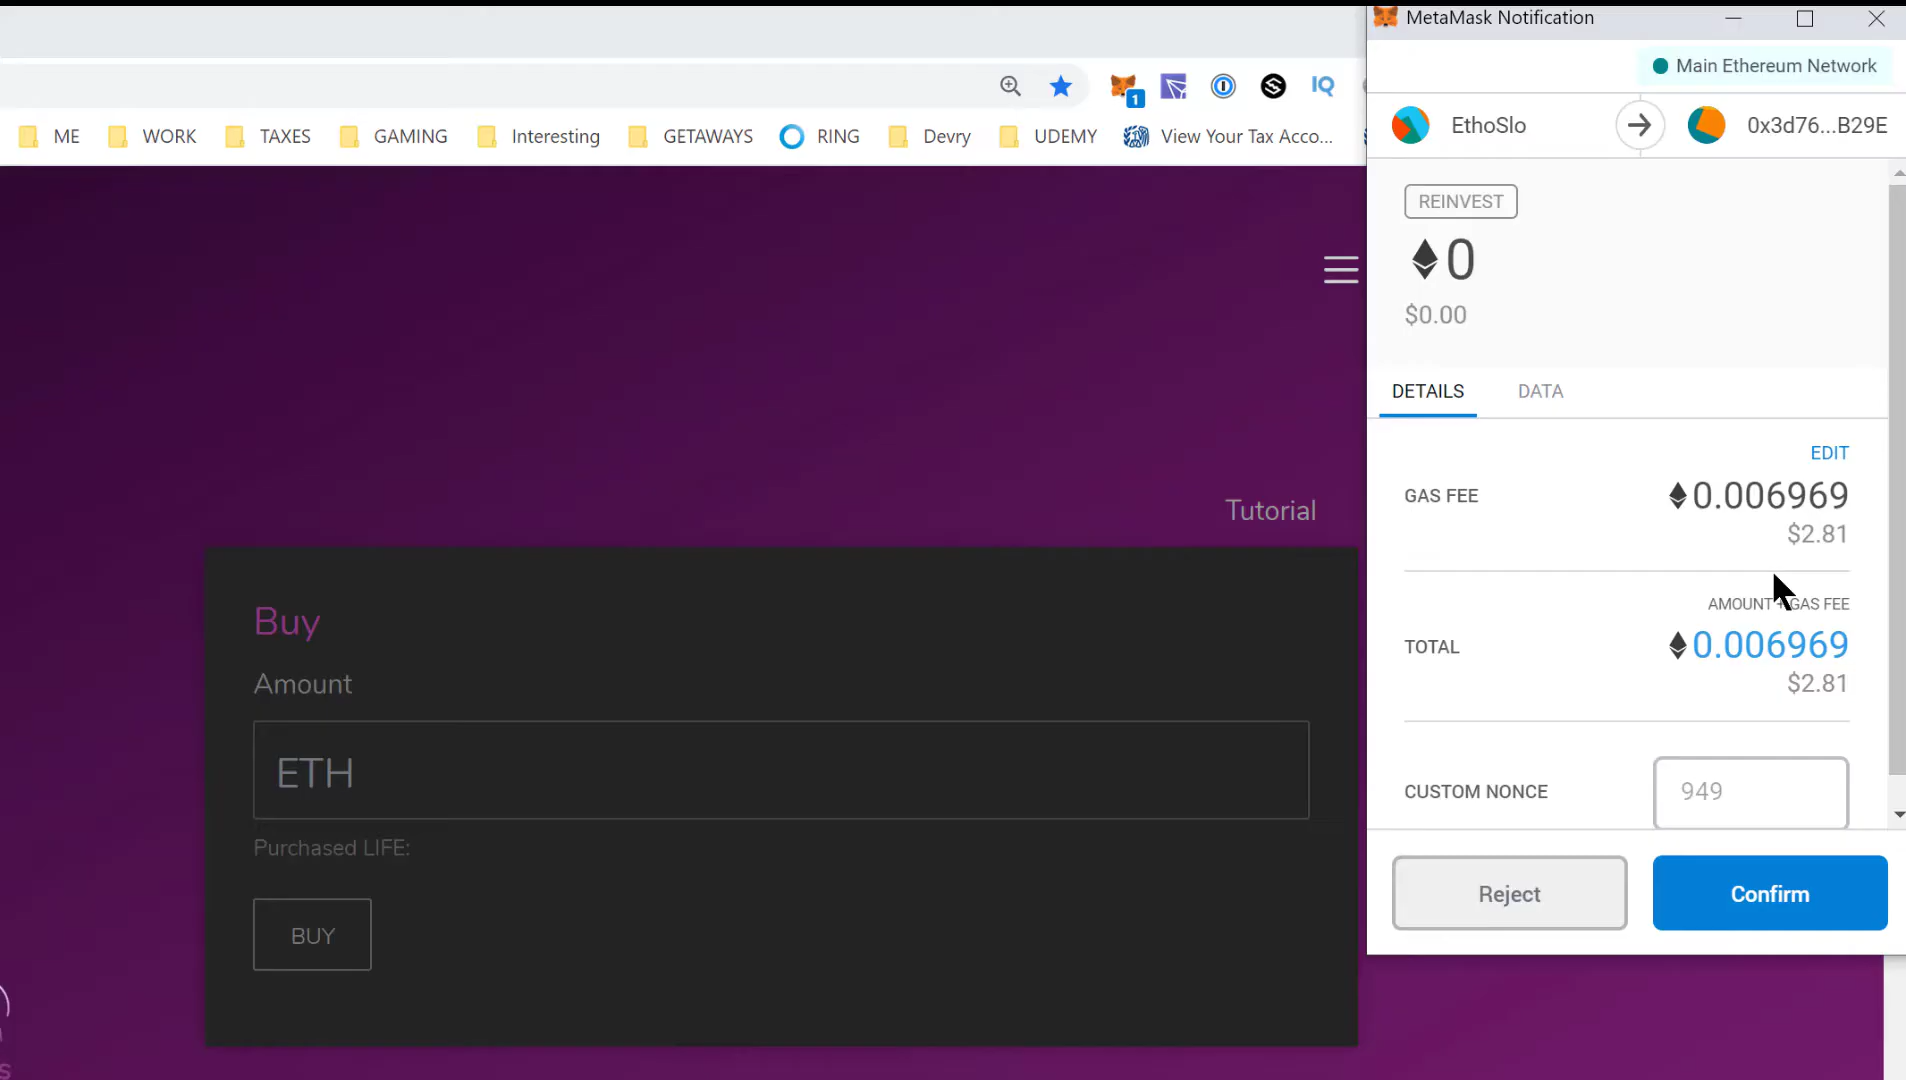 MetaMask Notification
Main Ethereum Network
1
IQ
ME WORK TAXES GAMING Interesting GETAWAYS RING Devry UDEMY View Your Tax Acco...
EthoSlo 0x3d76...B29E
REINVEST
0
$0.00
DETAILS DATA
EDIT
GAS FEE 0.006969
$2.81
AMOUNT + GAS FEE
TOTAL 0.006969
$2.81
CUSTOM NONCE 949
Reject Confirm
Tutorial
Buy
Amount
ETH
Purchased LIFE:
BUY